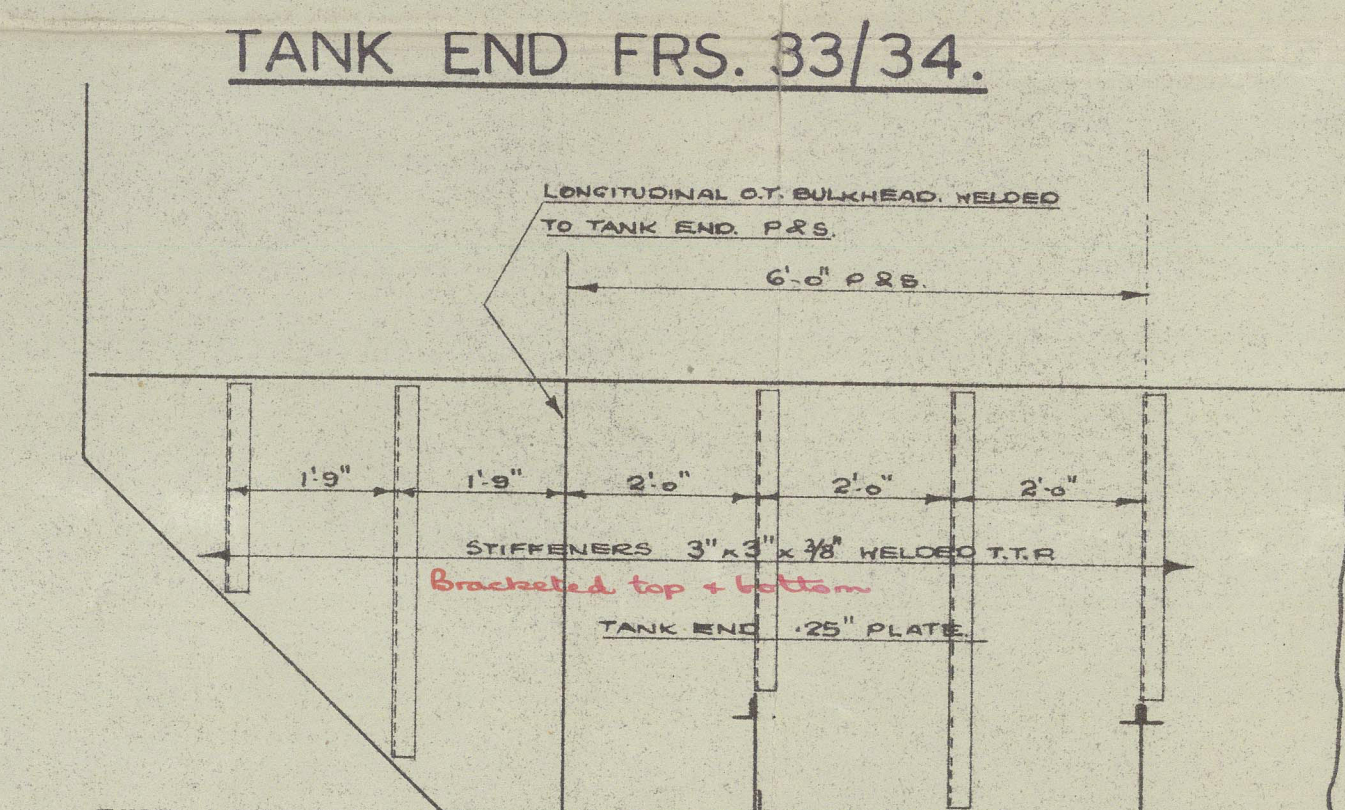 TANK END FRS. 33/34.
LONGITUDINAL O.T. BULKHEAD. WELDED
TO TANK END. P&S.
6'-0" P & S.
1'-9" 1'-9" 2'-0" 2'-0" 2'-0"
STIFFENERS 3" x 3" x 3/8" WELDED T.T.R
Bracketed top & bottom
TANK END .25" PLATE.